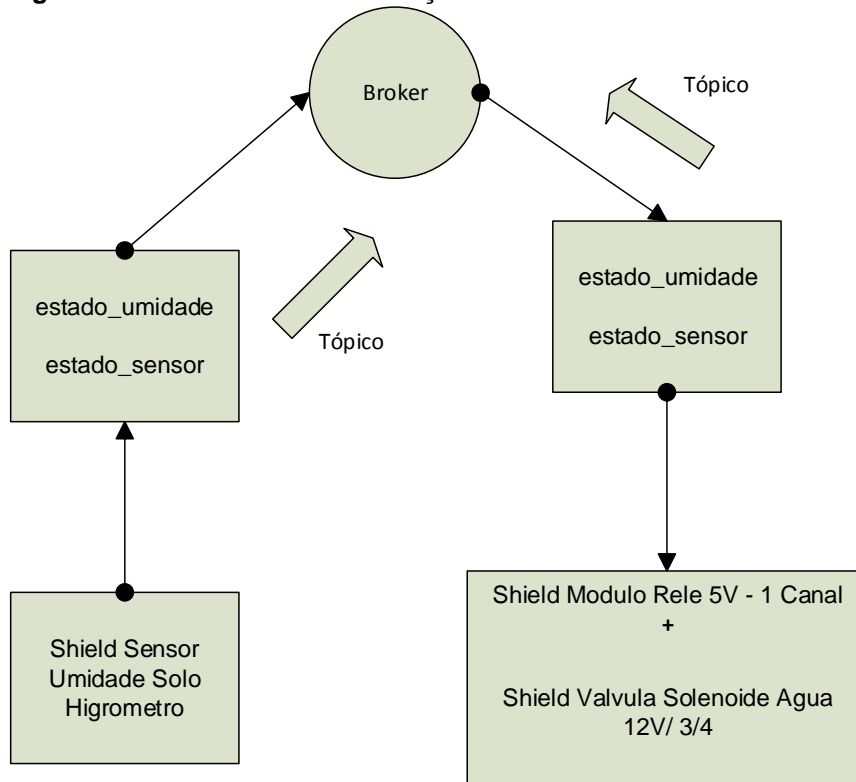 Broker
Tópico
estado_umidade
estado_sensor
Tópico
estado_umidade
estado_sensor
Shield Sensor
Umidade Solo
Higrometro
Shield Modulo Rele 5V - 1 Canal
+
Shield Valvula Solenoide Agua
12V/ 3/4